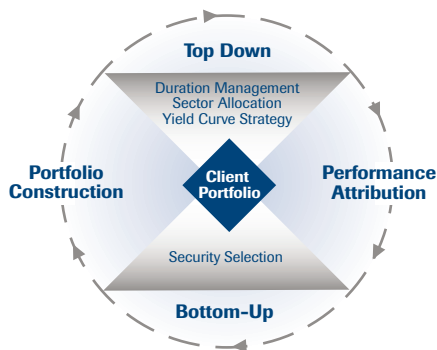 Top Down
Duration Management
Sector Allocation
Yield Curve Strategy
Portfolio
Construction
Client
Portfolio
Performance
Attribution
Security Selection
Bottom-Up